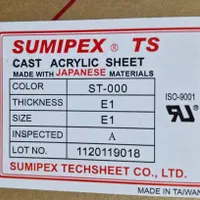 SUMIPEX ® TS
CAST ACRYLIC SHEET
MADE WITH JAPANESE MATERIALS
COLOR ST-000
THICKNESS E1
SIZE E1
INSPECTED A
LOT NO. 1120119018
SUMIPEX TECHSHEET CO., LTD.
MADE IN TAIWAN
ISO-9001
RU ®